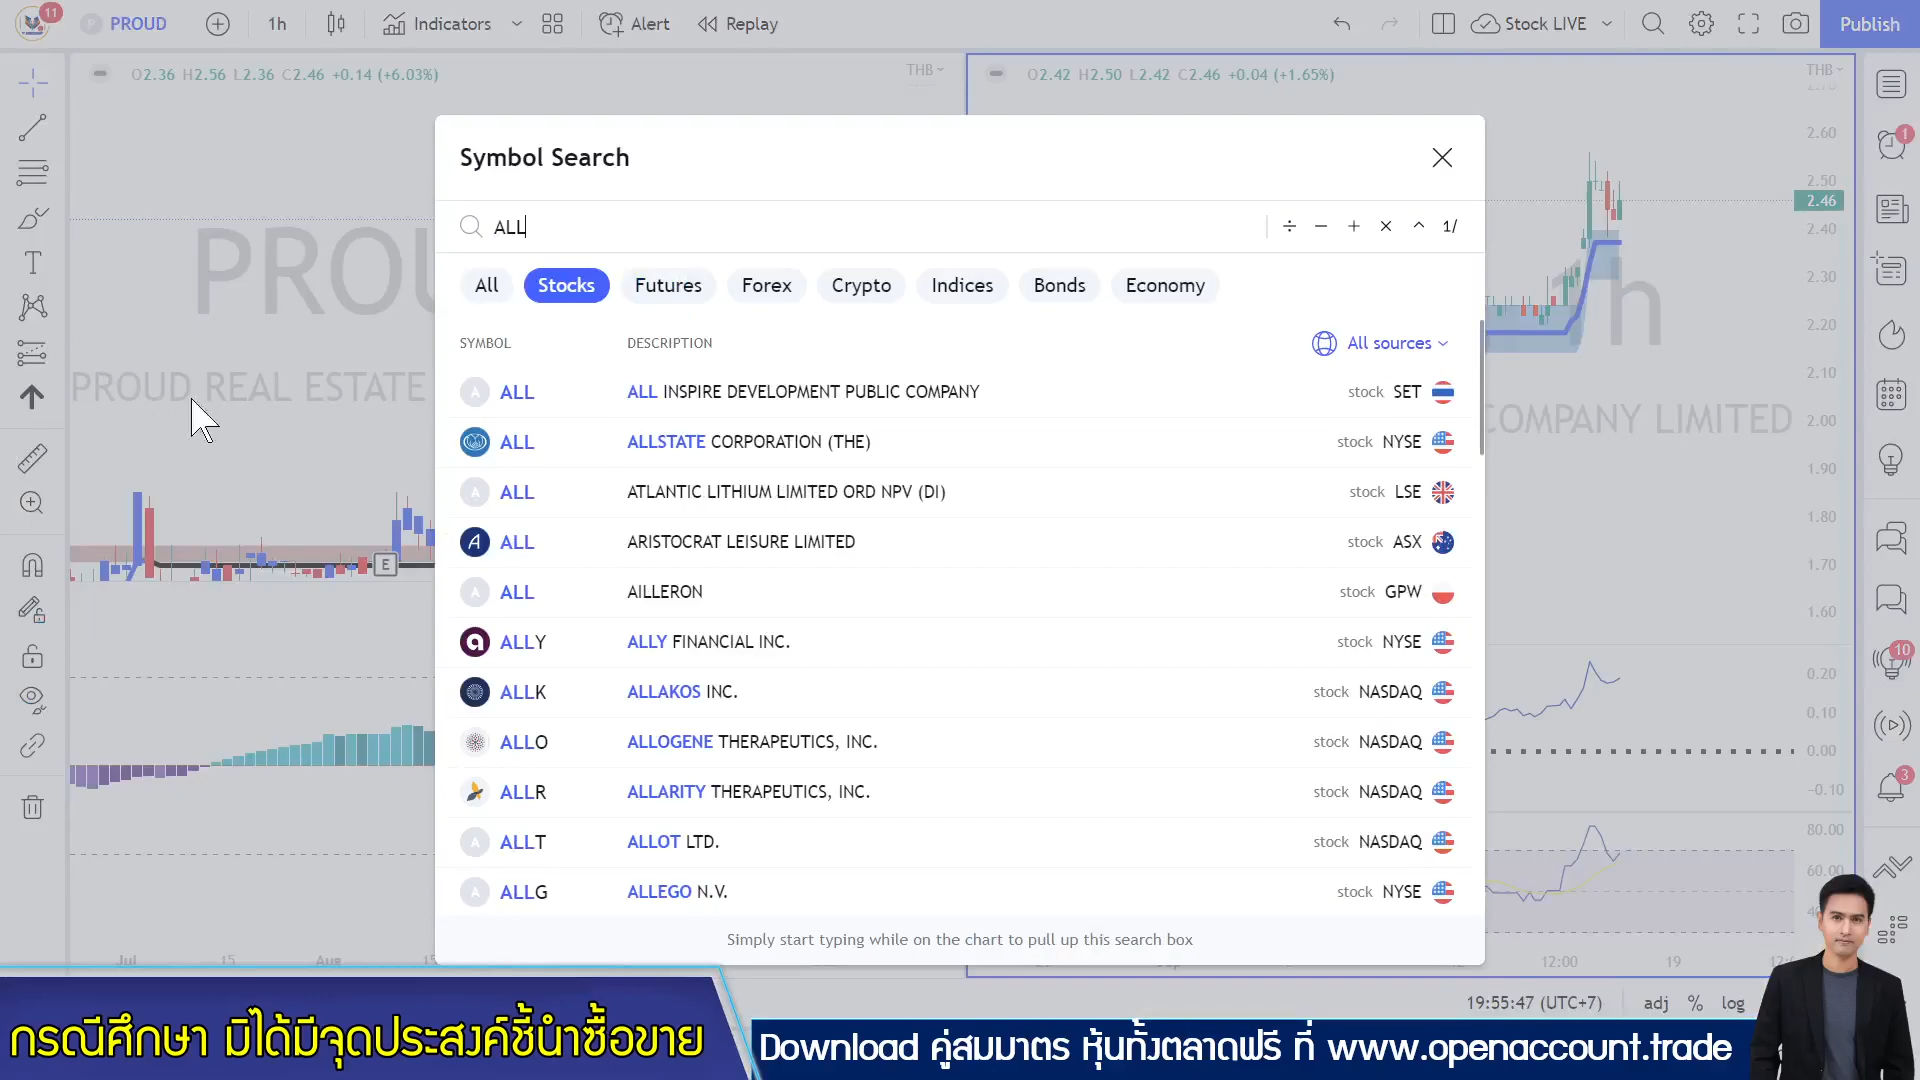 11
P PROUD
1h
Indicators
Alert
Replay
Stock LIVE
Publish
O2.36 H2.56 L2.36 C2.46 +0.14 (+6.03%)
THB
O2.42 H2.50 L2.42 C2.46 +0.04 (+1.65%)
THB
Symbol Search
ALL
1/
All
Stocks
Futures
Forex
Crypto
Indices
Bonds
Economy
SYMBOL
DESCRIPTION
All sources
A ALL ALL INSPIRE DEVELOPMENT PUBLIC COMPANY stock SET
ALL ALLSTATE CORPORATION (THE) stock NYSE
A ALL ATLANTIC LITHIUM LIMITED ORD NPV (DI) stock LSE
A ALL ARISTOCRAT LEISURE LIMITED stock ASX
A ALL AILLERON stock GPW
a ALLY ALLY FINANCIAL INC. stock NYSE
ALLK ALLAKOS INC. stock NASDAQ
ALLO ALLOGENE THERAPEUTICS, INC. stock NASDAQ
ALLR ALLARITY THERAPEUTICS, INC. stock NASDAQ
A ALLT ALLOT LTD. stock NASDAQ
A ALLG ALLEGO N.V. stock NYSE
Simply start typing while on the chart to pull up this search box
PROU
PROUD REAL ESTATE
E
1h
COMPANY LIMITED
2.70
2.60
2.50
2.46
2.40
2.30
2.20
2.10
2.00
1.90
1.80
1.70
1.60
0.20
0.10
0.00
−0.10
80.00
60.00
1
10
3
Jul
15
Aug
15
12:00
19
19:55:47 (UTC+7)
adj
%
log
กรณีศึกษา มิได้มีจุดประสงค์ชี้นำซื้อขาย
Download คู่สมมาตร หุ้นทั้งตลาดฟรี ที่ www.openaccount.trade